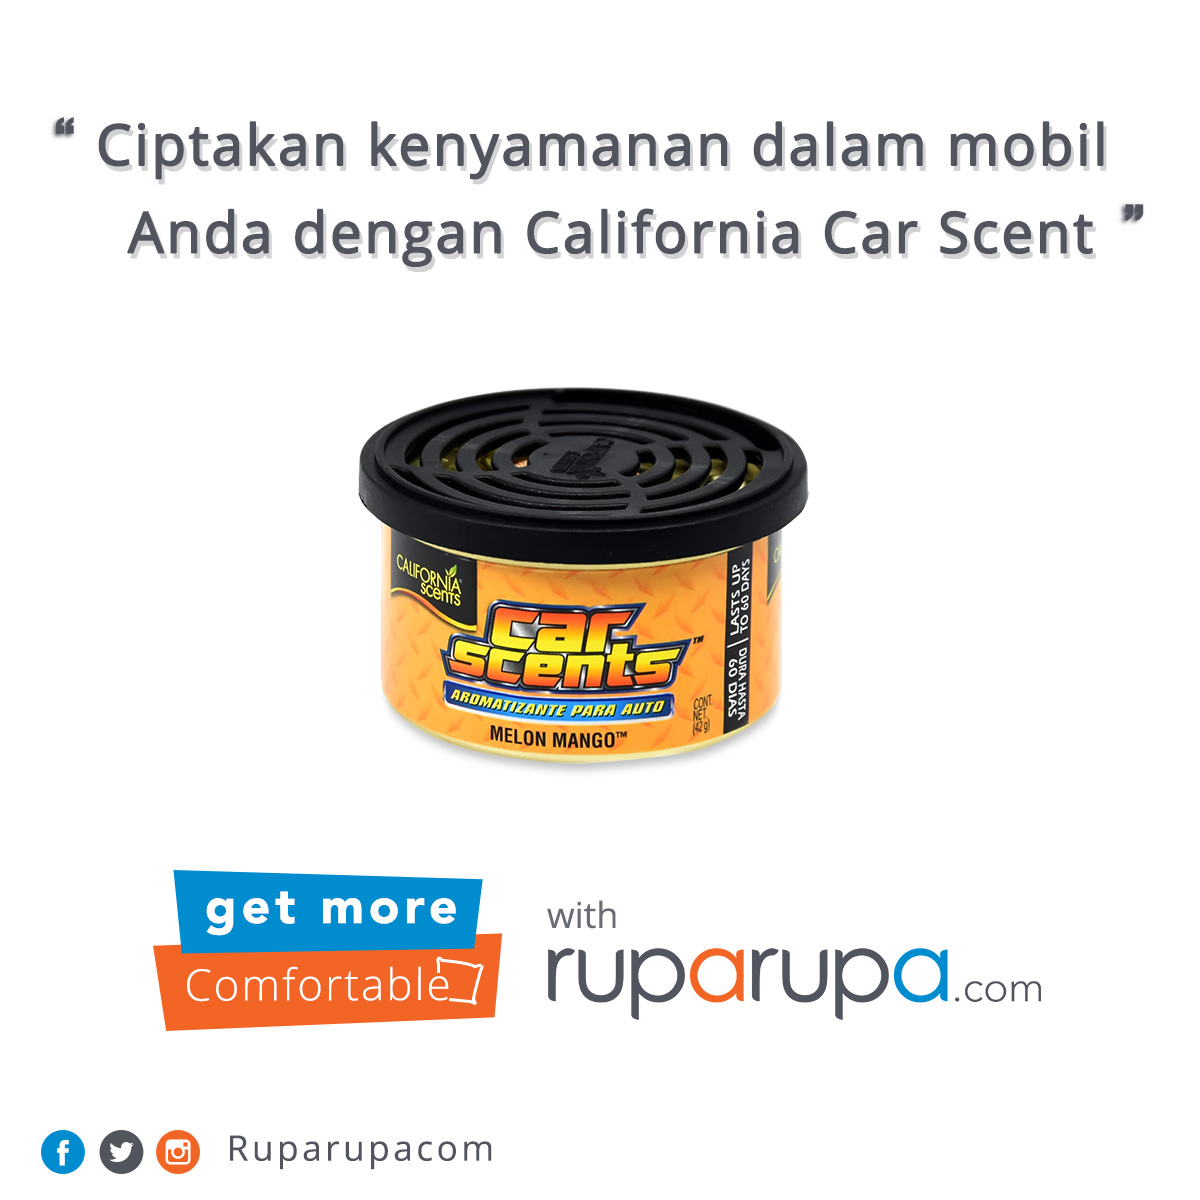 “ Ciptakan kenyamanan dalam mobil
Anda dengan California Car Scent ”
CALIFORNIA
scents
car
scents™
AROMATIZANTE PARA AUTO
MELON MANGO™
CONT.
NET.
(42 g)
LASTS UP
TO 60 DAYS
DURA HASTA
60 DIAS
get more
Comfortable
with
ruparupa.com
Ruparupacom